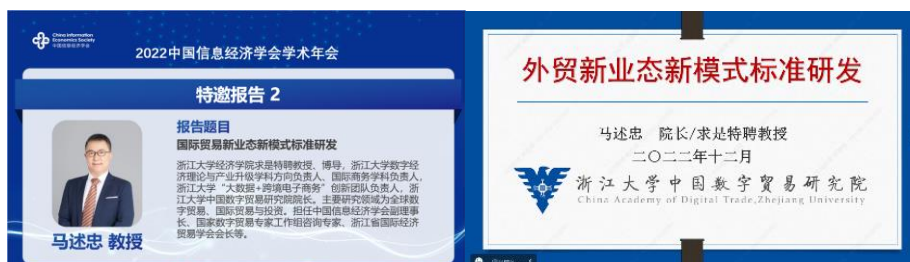 China Information
Economics Society
中国信息经济学会
2022中国信息经济学会学术年会
特邀报告 2
报告题目
国际贸易新业态新模式标准研发
浙江大学经济学院求是特聘教授、博导，浙江大学数字经
济理论与产业升级学科方向负责人、国际商务学科负责人，
浙江大学“大数据+跨境电子商务”创新团队负责人，浙
江大学中国数字贸易研究院院长。主要研究领域为全球数
字贸易、国际贸易与投资。担任中国信息经济学会副理事
长、国家数字贸易专家工作组咨询专家、浙江省国际经济
贸易学会会长等。
马述忠 教授
外贸新业态新模式标准研发
马述忠 院长/求是特聘教授
二〇二二年十二月
浙江大学中国数字贸易研究院
China Academy of Digital Trade,Zhejiang University